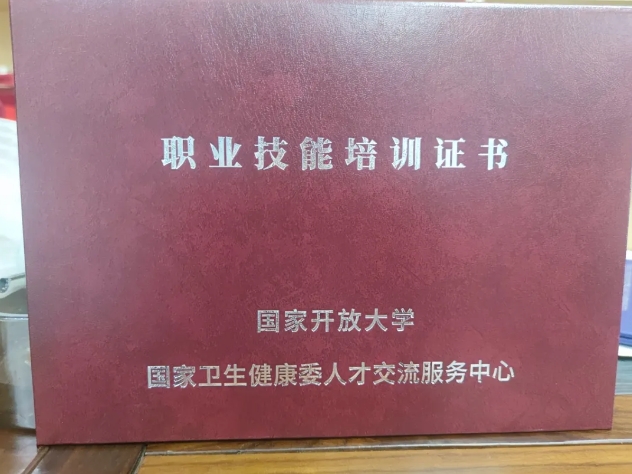 职业技能培训证书
国家开放大学
国家卫生健康委人才交流服务中心